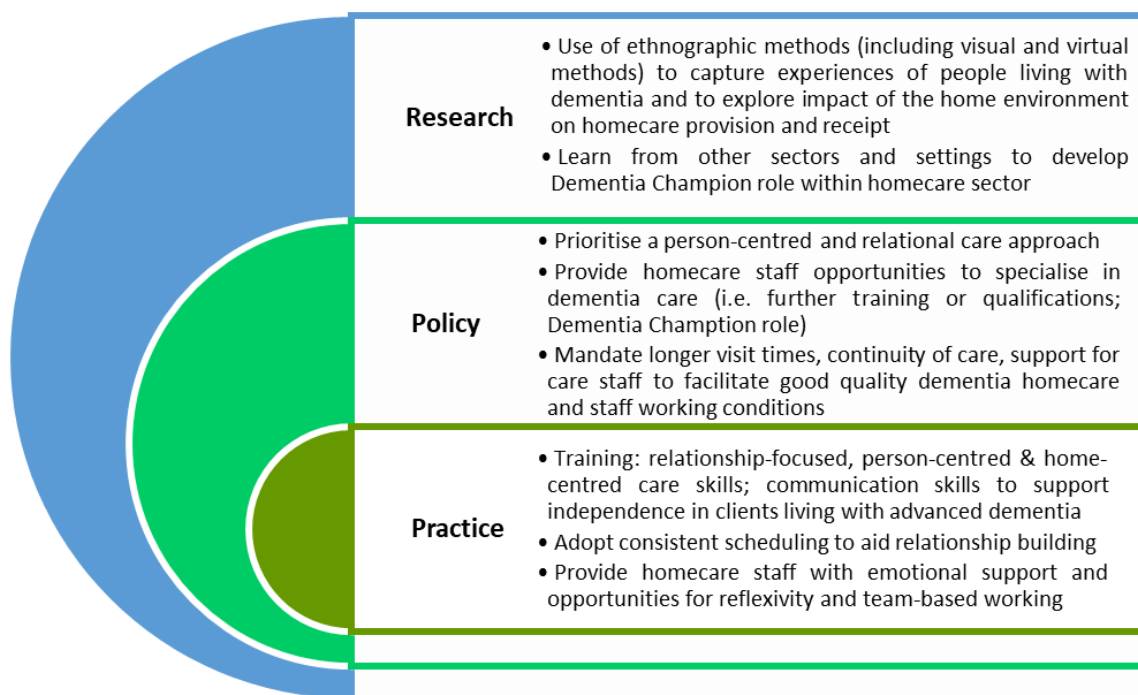 Research
• Use of ethnographic methods (including visual and virtual
methods) to capture experiences of people living with
dementia and to explore impact of the home environment
on homecare provision and receipt
• Learn from other sectors and settings to develop
Dementia Champion role within homecare sector
Policy
• Prioritise a person-centred and relational care approach
• Provide homecare staff opportunities to specialise in
dementia care (i.e. further training or qualifications;
Dementia Chamption role)
• Mandate longer visit times, continuity of care, support for
care staff to facilitate good quality dementia homecare
and staff working conditions
Practice
• Training: relationship-focused, person-centred & home-
centred care skills; communication skills to support
independence in clients living with advanced dementia
• Adopt consistent scheduling to aid relationship building
• Provide homecare staff with emotional support and
opportunities for reflexivity and team-based working